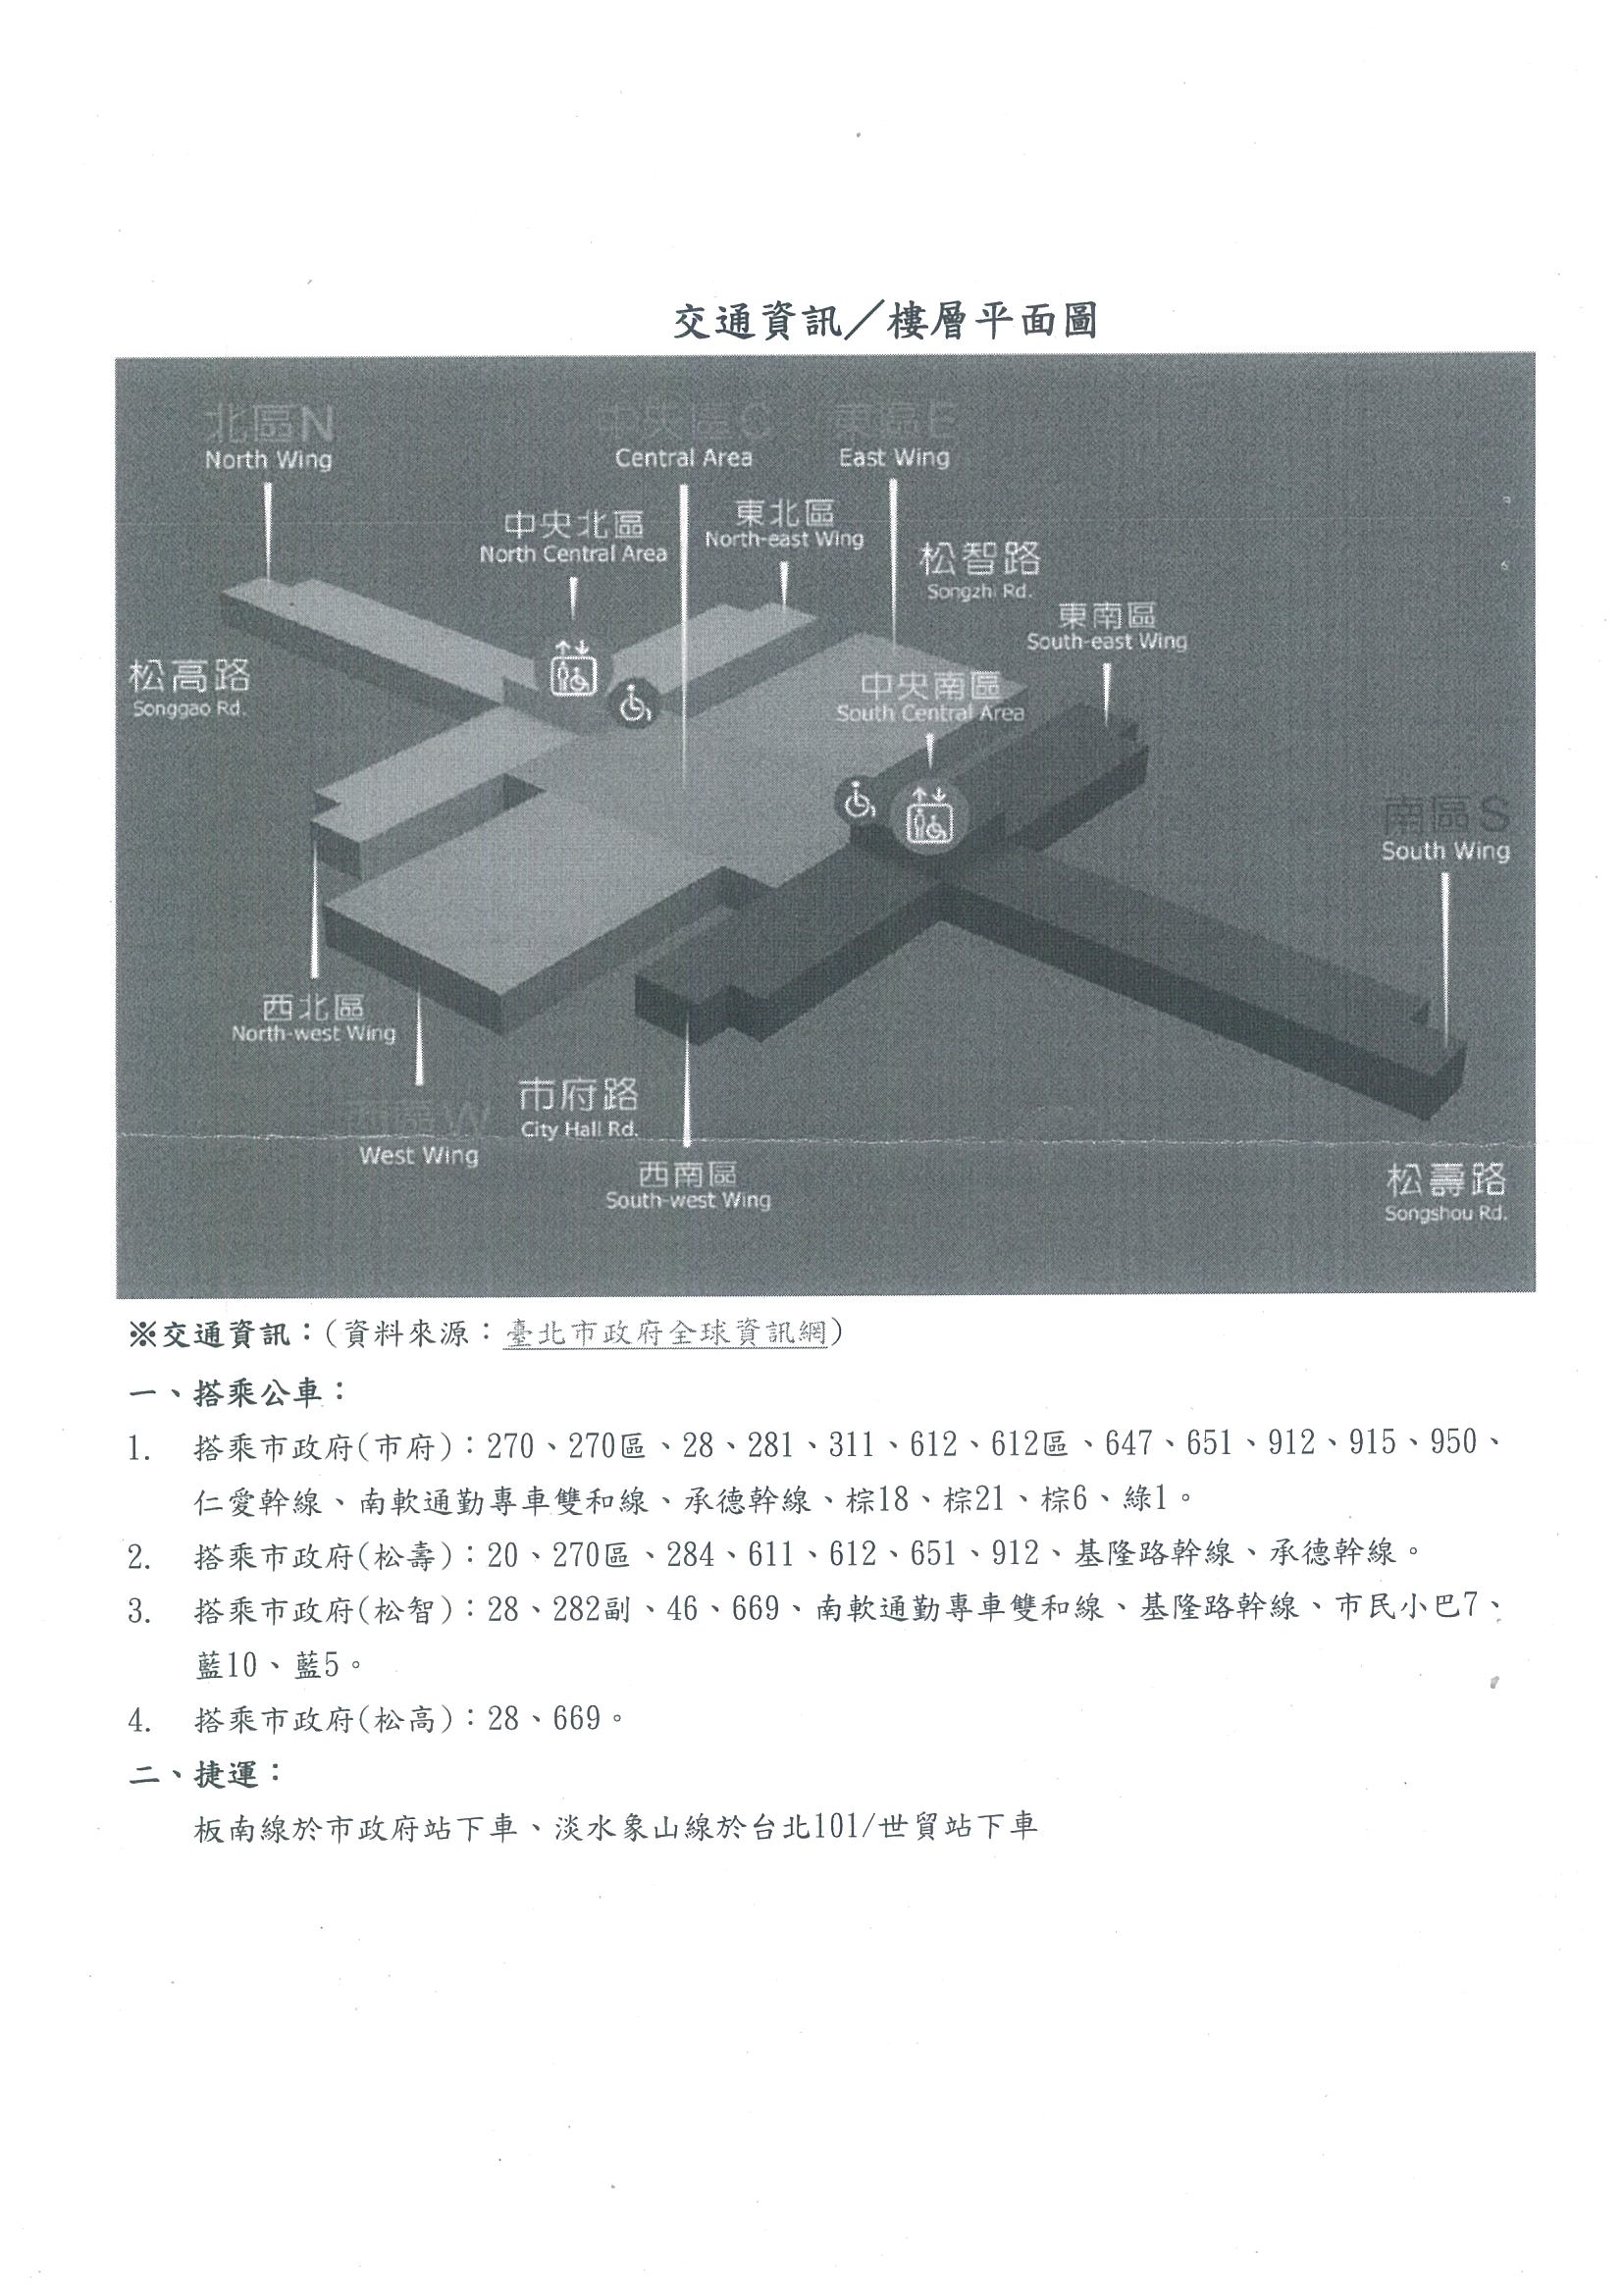 交通資訊／樓層平面圖
北區N
North Wing
中央區C
Central Area
東區E
East Wing
中央北區
North Central Area
東北區
North-east Wing
松智路
Songzhi Rd.
東南區
South-east Wing
松高路
Songgao Rd.
中央南區
South Central Area
南區S
South Wing
西北區
North-west Wing
西區W
West Wing
市府路
City Hall Rd.
西南區
South-west Wing
松壽路
Songshou Rd.
※交通資訊：(資料來源：臺北市政府全球資訊網)
一、搭乘公車：
1. 搭乘市政府(市府)：270、270區、28、281、311、612、612區、647、651、912、915、950、
仁愛幹線、南軟通勤專車雙和線、承德幹線、棕18、棕21、棕6、綠1。
2. 搭乘市政府(松壽)：20、270區、284、611、612、651、912、基隆路幹線、承德幹線。
3. 搭乘市政府(松智)：28、282副、46、669、南軟通勤專車雙和線、基隆路幹線、市民小巴7、
藍10、藍5。
4. 搭乘市政府(松高)：28、669。
二、捷運：
板南線於市政府站下車、淡水象山線於台北101/世貿站下車